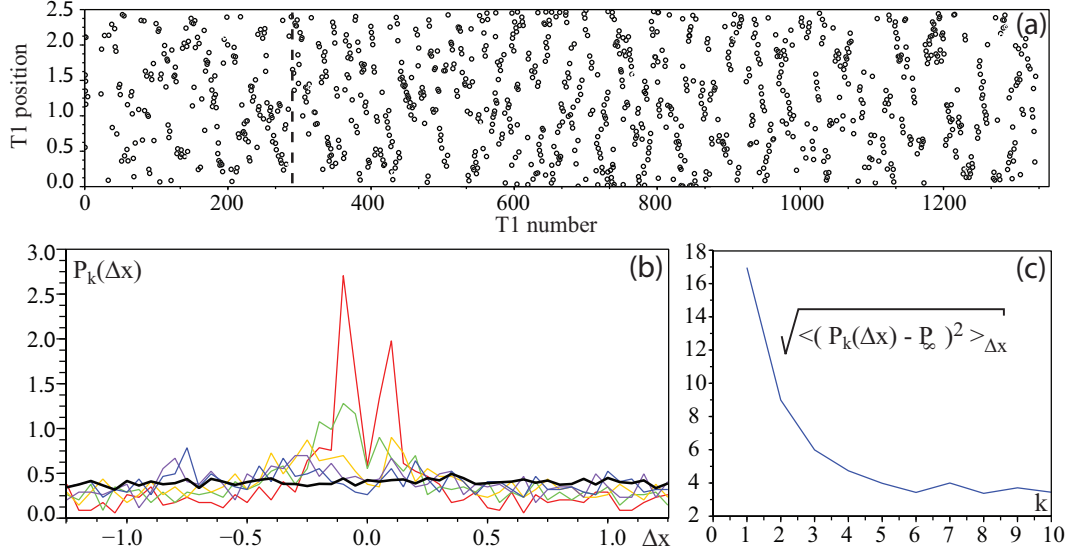 (a)
T1 position
2.5
2.0
1.5
1.0
0.5
0.0
0 200 400 600 800 1000 1200
T1 number
(b)
P_k(Δx)
3.0
2.5
2.0
1.5
1.0
0.5
0.0
−1.0 −0.5 0.0 0.5 1.0 Δx
(c)
18
16
14
12
10
8
6
4
2
√<( P_k(Δx) - P_∞ )^2 >_Δx
k
0 1 2 3 4 5 6 7 8 9 10